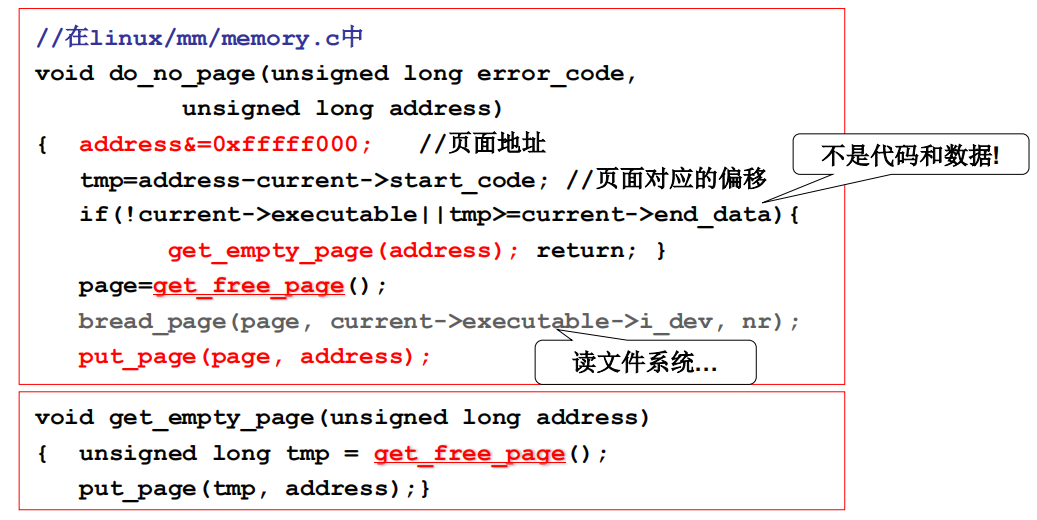 //在linux/mm/memory.c中
void do_no_page(unsigned long error_code,
unsigned long address)
{ address&=0xfffff000; //页面地址
不是代码和数据!
tmp=address-current->start_code; //页面对应的偏移
if(!current->executable||tmp>=current->end_data){
get_empty_page(address); return; }
page=get_free_page();
bread_page(page, current->executable->i_dev, nr);
put_page(page, address);
读文件系统...
void get_empty_page(unsigned long address)
{ unsigned long tmp = get_free_page();
put_page(tmp, address);}